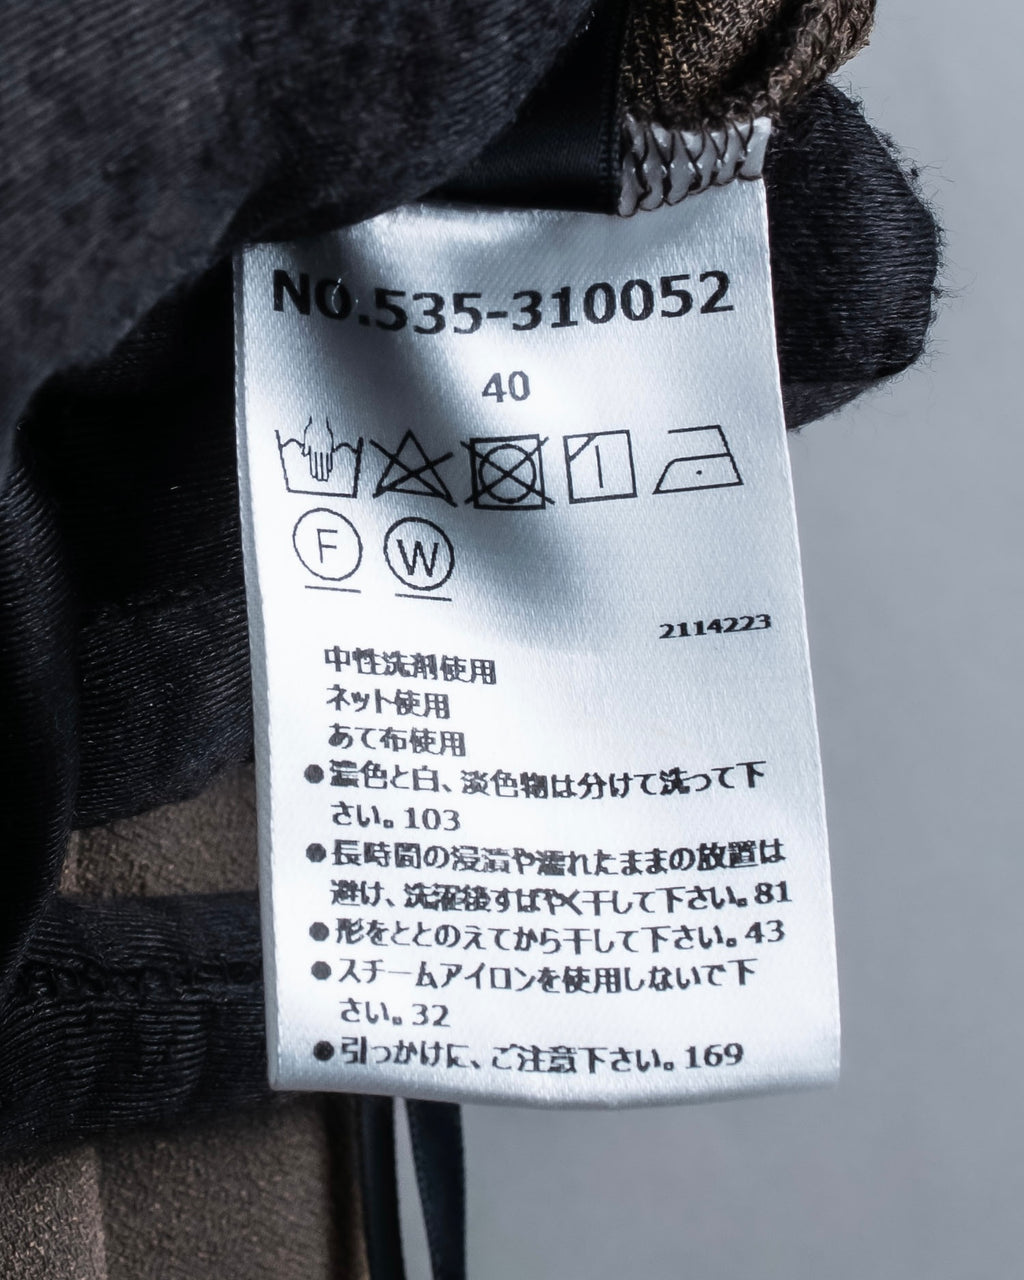 NO.535-310052
40
F W
2114223
中性洗剤使用
ネット使用
あて布使用
●濃色と白、淡色物は分けて洗って下
さい。103
●長時間の浸漬や濡れたままの放置は
避け、洗濯後すばやく干して下さい。81
●形をととのえてから干して下さい。43
●スチームアイロンを使用しないで下
さい。32
●引っかけに、ご注意下さい。169